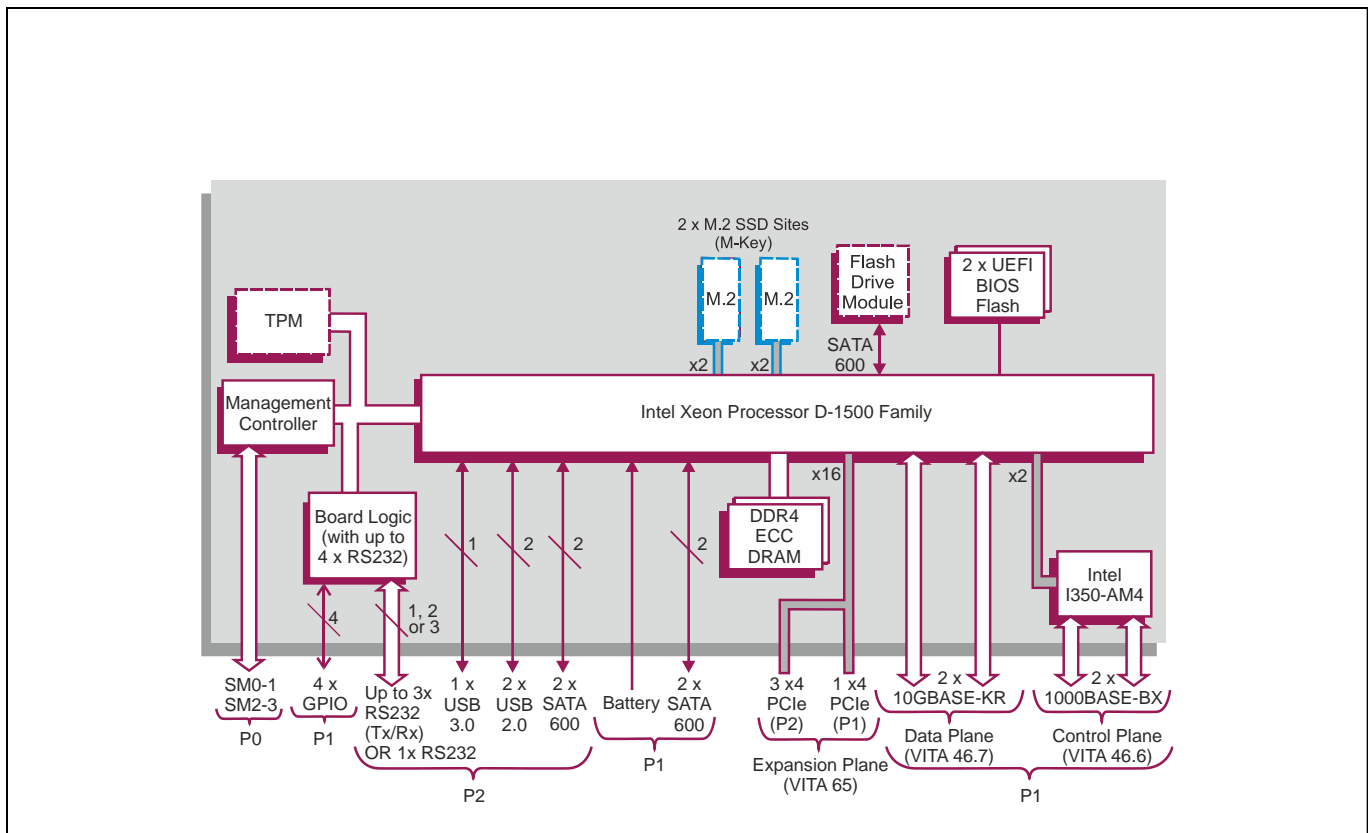 2 x M.2 SSD Sites
(M-Key)
TPM
M.2
M.2
Flash
Drive
Module
2 x UEFI
BIOS
Flash
x2
x2
SATA
600
Management
Controller
Intel Xeon Processor D-1500 Family
Board Logic
(with up to
4 x RS232)
x16
x2
DDR4
ECC
DRAM
Intel
I350-AM4
4
1, 2
or 3
1
2
2
2
SM0-1
SM2-3
P0
4 x
GPIO
P1
Up to 3x
RS232
(Tx/Rx)
OR 1x RS232
1 x
USB
3.0
2 x
USB
2.0
2 x
SATA
600
P2
Battery
2 x
SATA
600
P1
3 x4
PCIe
(P2)
1 x4
PCIe
(P1)
Expansion Plane
(VITA 65)
2 x
10GBASE-KR
Data Plane
(VITA 46.7)
2 x
1000BASE-BX
Control Plane
(VITA 46.6)
P1